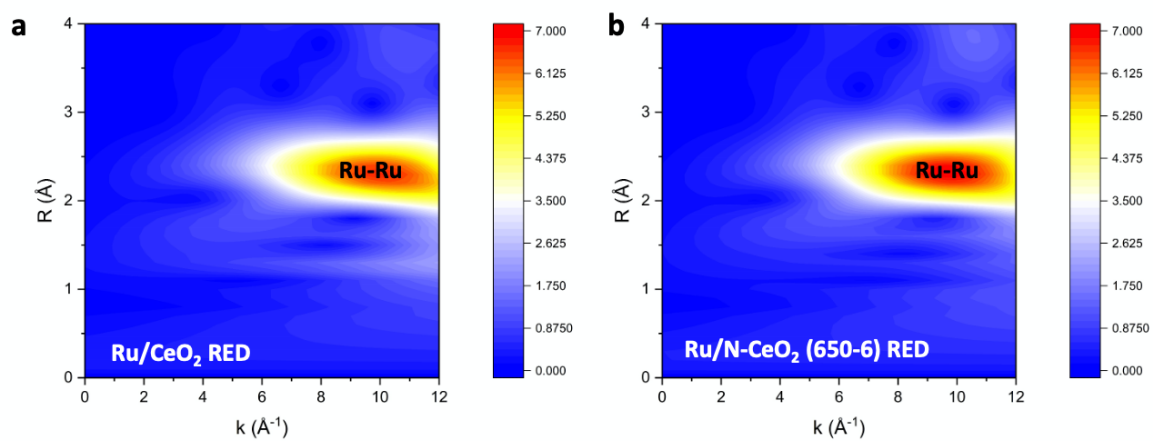 a
4
3
2
1
0
R (Å)
0 2 4 6 8 10 12
k (Å⁻¹)
Ru-Ru
Ru/CeO₂ RED
7.000
6.125
5.250
4.375
3.500
2.625
1.750
0.8750
0.000
b
4
3
2
1
0
R (Å)
0 2 4 6 8 10 12
k (Å⁻¹)
Ru-Ru
Ru/N-CeO₂ (650-6) RED
7.000
6.125
5.250
4.375
3.500
2.625
1.750
0.8750
0.000